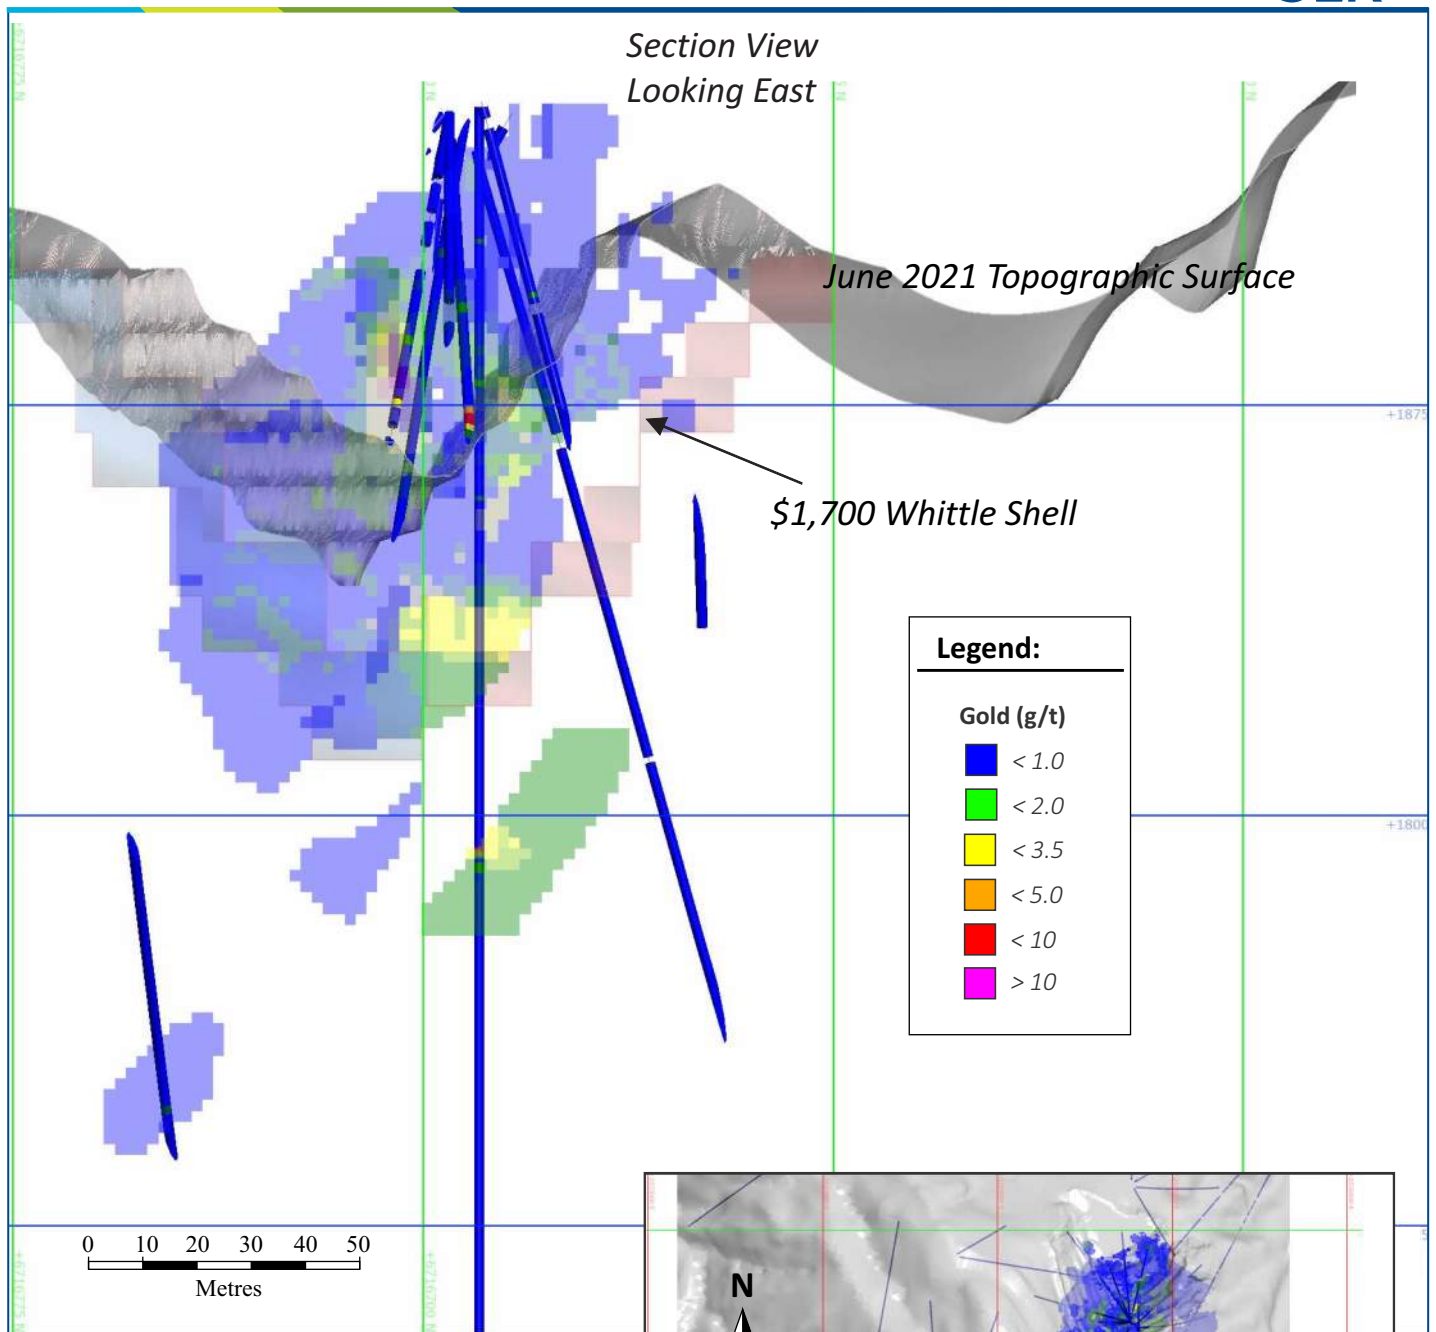 Section View
Looking East
June 2021 Topographic Surface
+1875
$1,700 Whittle Shell
Legend:
Gold (g/t)
< 1.0
< 2.0
< 3.5
< 5.0
< 10
> 10
+1800
0 10 20 30 40 50
Metres
N